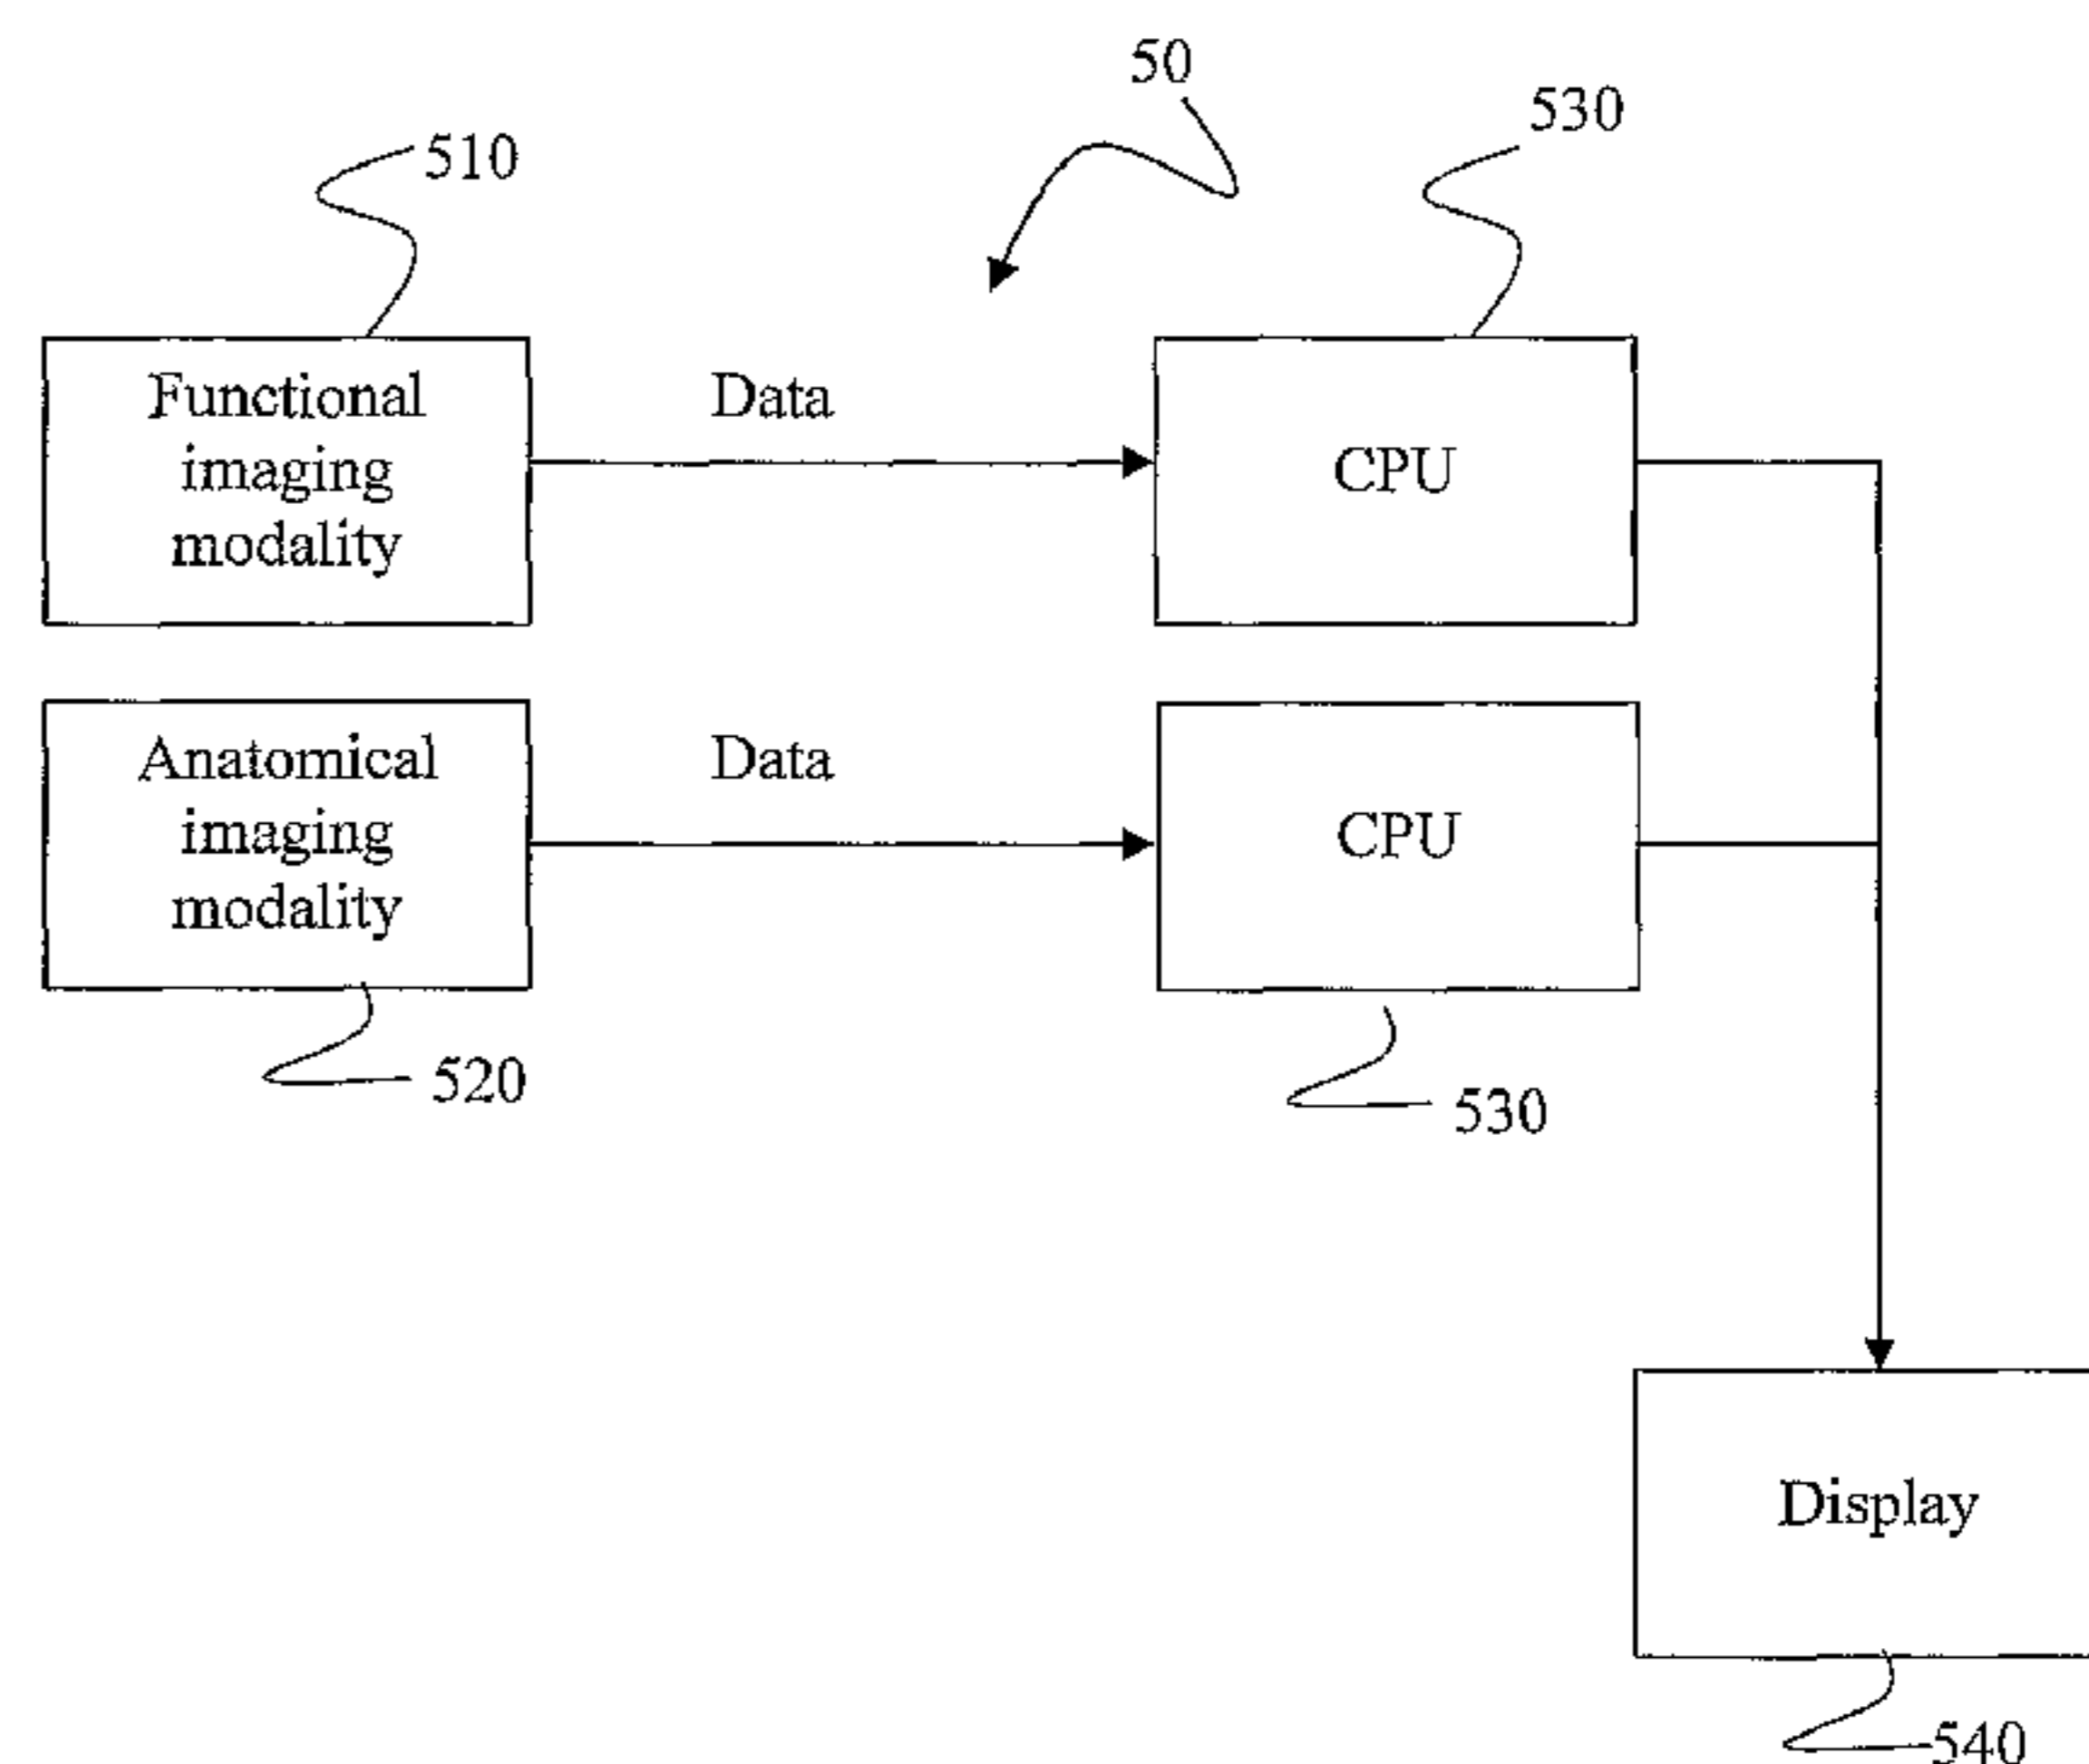 50
530
510
Functional
imaging
modality
Data
CPU
Anatomical
imaging
modality
Data
CPU
520
530
Display
540